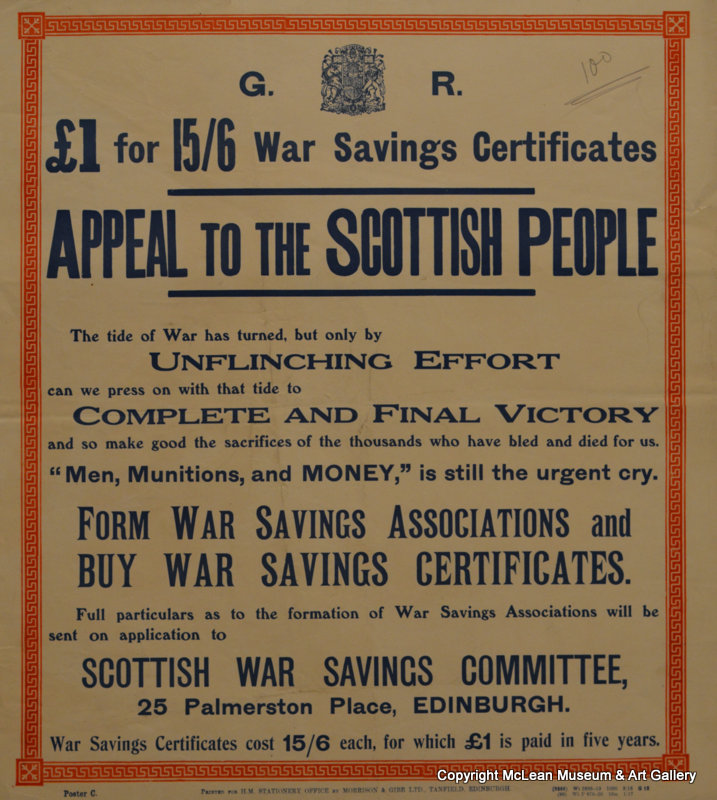 G. R.
100
£1 for 15/6 War Savings Certificates
APPEAL TO THE SCOTTISH PEOPLE
The tide of War has turned, but only by
UNFLINCHING EFFORT
can we press on with that tide to
COMPLETE AND FINAL VICTORY
and so make good the sacrifices of the thousands who have bled and died for us.
"Men, Munitions, and MONEY," is still the urgent cry.
FORM WAR SAVINGS ASSOCIATIONS and
BUY WAR SAVINGS CERTIFICATES.
Full particulars as to the formation of War Savings Associations will be
sent on application to
SCOTTISH WAR SAVINGS COMMITTEE,
25 Palmerston Place, EDINBURGH.
War Savings Certificates cost 15/6 each, for which £1 is paid in five years.
Copyright McLean Museum & Art Gallery
Poster C.
PRINTED FOR H.M. STATIONERY OFFICE BY MORRISON & GIBB LTD., TANFIELD, EDINBURGH.